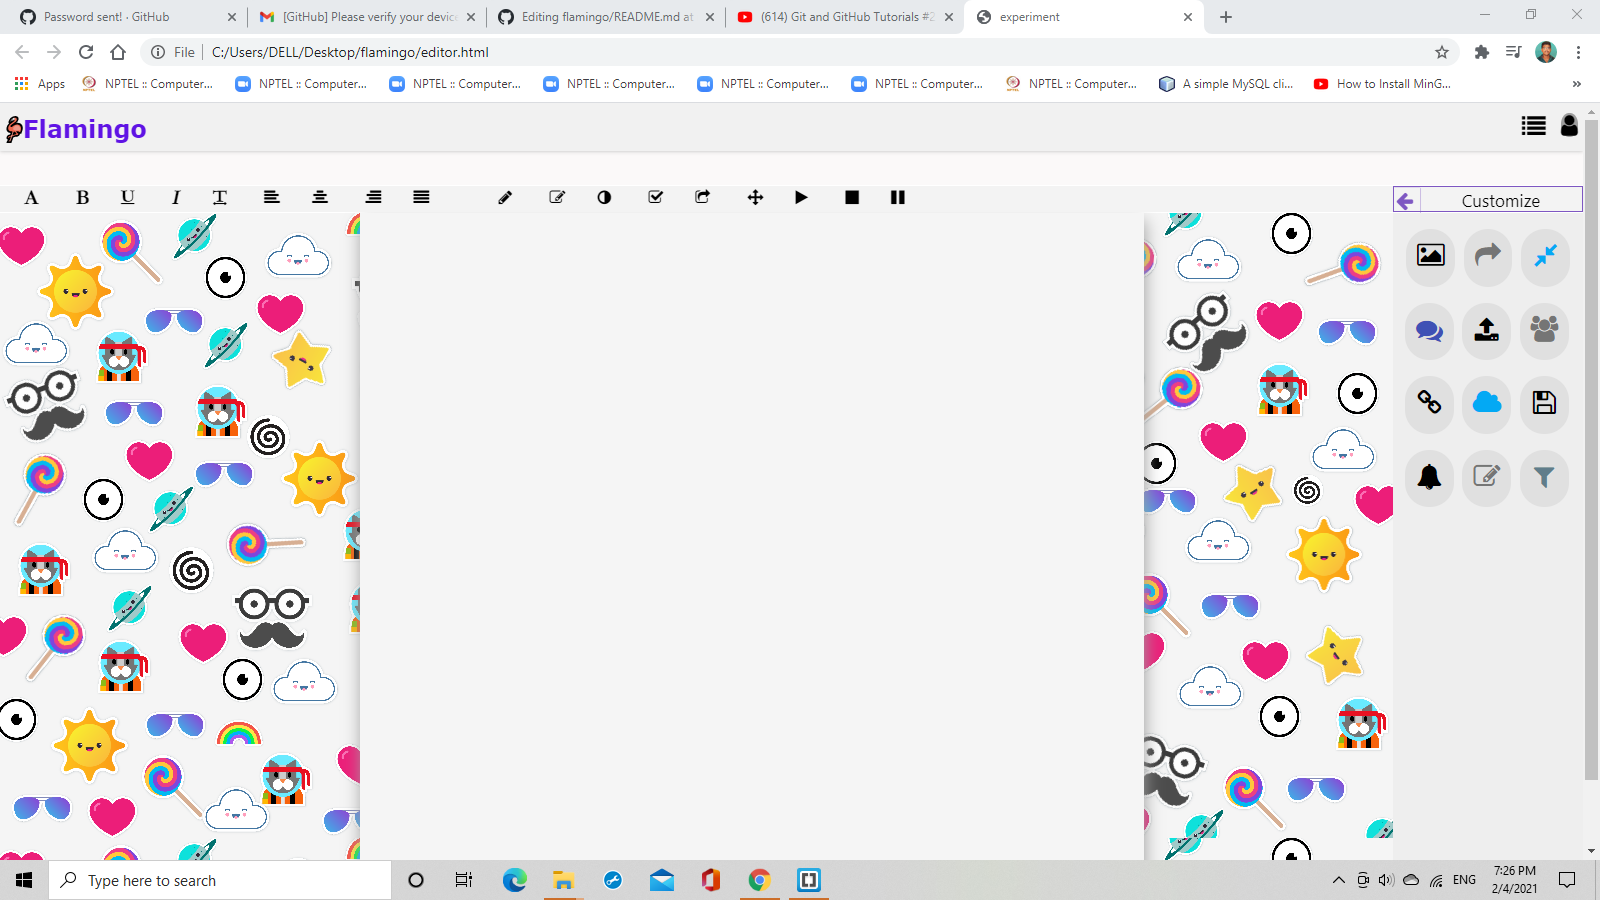 Password sent! · GitHub
[GitHub] Please verify your device
Editing flamingo/README.md at
(614) Git and GitHub Tutorials #2
experiment
File
C:/Users/DELL/Desktop/flamingo/editor.html
Apps
NPTEL :: Computer...
NPTEL :: Computer...
NPTEL :: Computer...
NPTEL :: Computer...
NPTEL :: Computer...
NPTEL :: Computer...
NPTEL :: Computer...
A simple MySQL cli...
How to Install MinG...
»
Flamingo
A B U I T
Customize
Type here to search
ENG
7:26 PM
2/4/2021